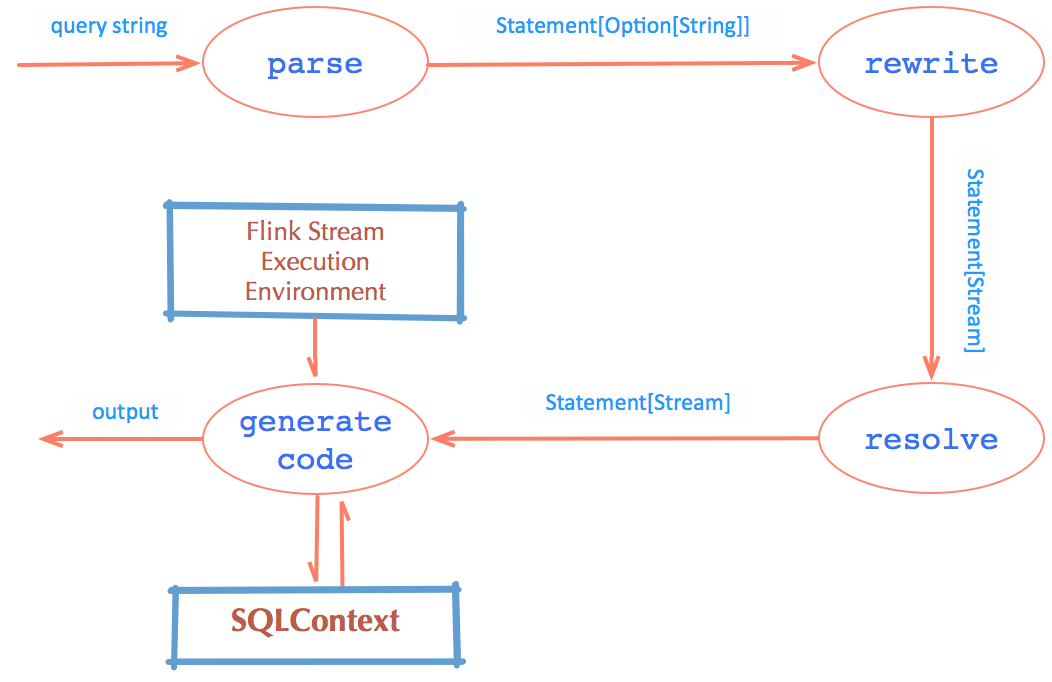 query string
parse
Statement[Option[String]]
rewrite
Statement[Stream]
Flink Stream
Execution
Environment
output
generate
code
Statement[Stream]
resolve
SQLContext